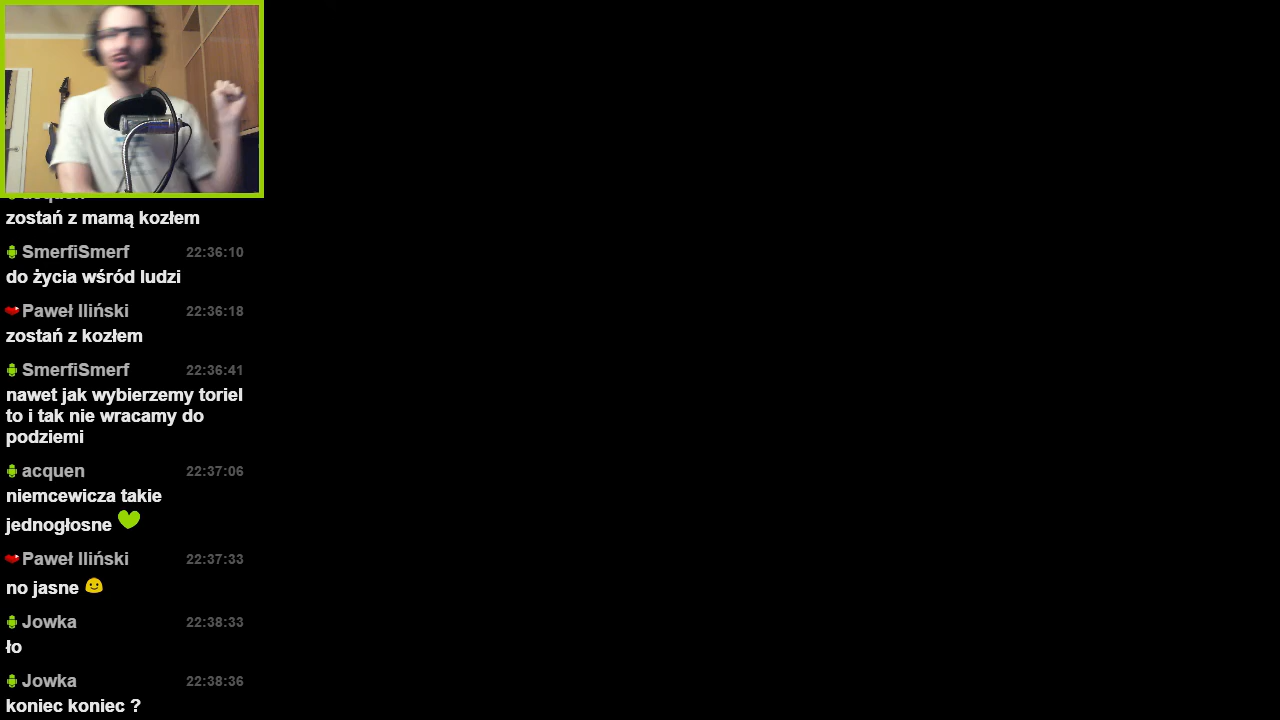 zostań z mamą kozłem
SmerfiSmerf 22:36:10
do życia wśród ludzi
Paweł Iliński 22:36:18
zostań z kozłem
SmerfiSmerf 22:36:41
nawet jak wybierzemy toriel
to i tak nie wracamy do
podziemi
acquen 22:37:06
niemcewicza takie
jednogłosne
Paweł Iliński 22:37:33
no jasne
Jowka 22:38:33
ło
Jowka 22:38:36
koniec koniec ?